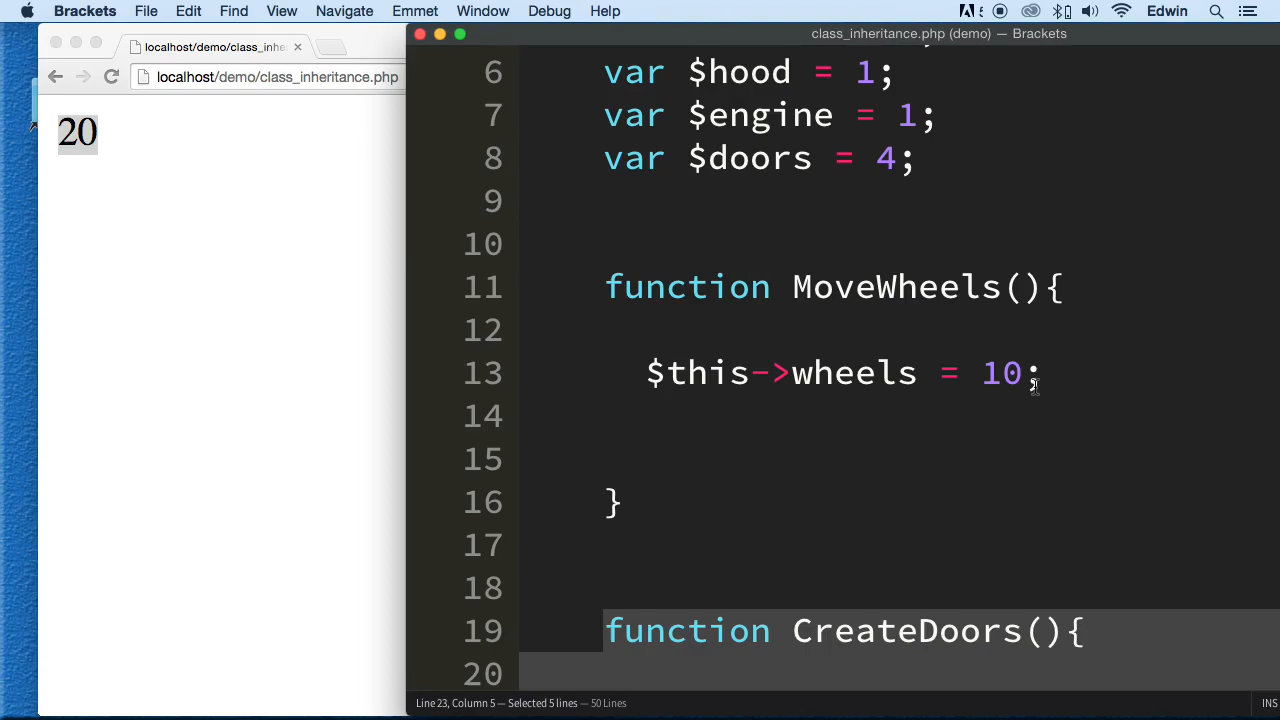 Brackets File Edit Find View Navigate Emmet Window Debug Help Edwin
localhost/demo/class_inhe
class_inheritance.php (demo) — Brackets
localhost/demo/class_inheritance.php
20
6 var $hood = 1;
7 var $engine = 1;
8 var $doors = 4;
9
10
11 function MoveWheels(){
12
13 $this->wheels = 10;
14
15
16 }
17
18
19 function CreateDoors(){
20
Line 23, Column 5 — Selected 5 lines — 50 Lines
INS